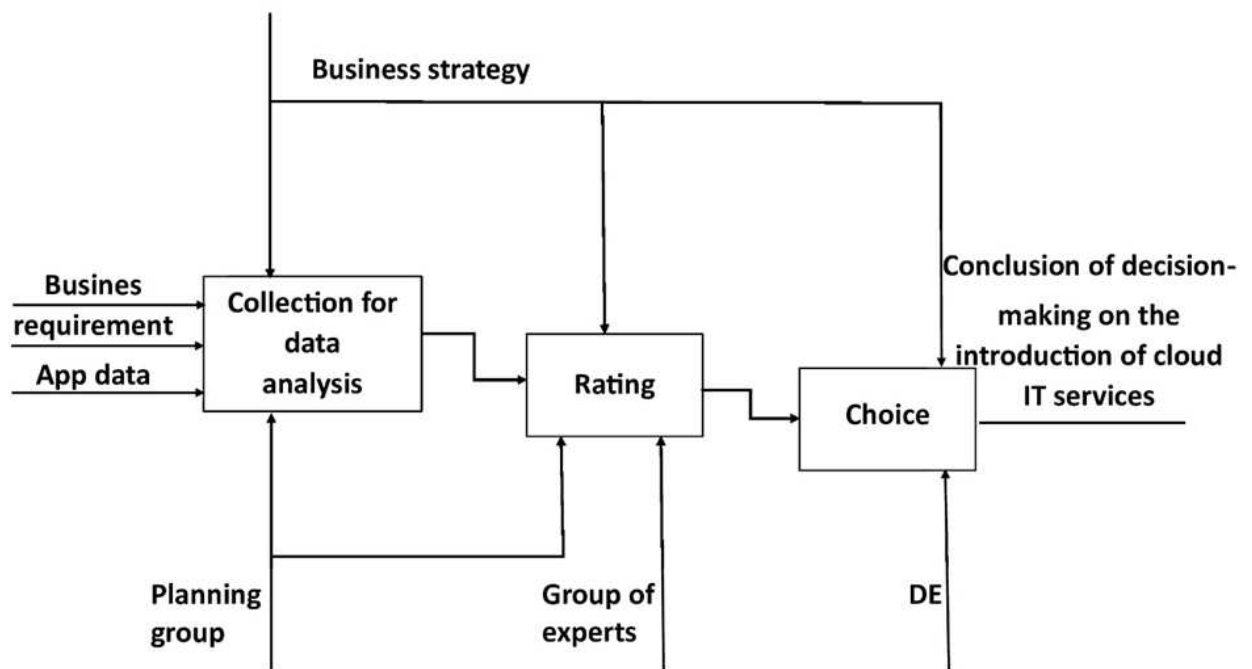 Business strategy
Busines
requirement
App data
Collection for
data
analysis
Rating
Choice
Conclusion of decision-
making on the
introduction of cloud
IT services
Planning
group
Group of
experts
DE